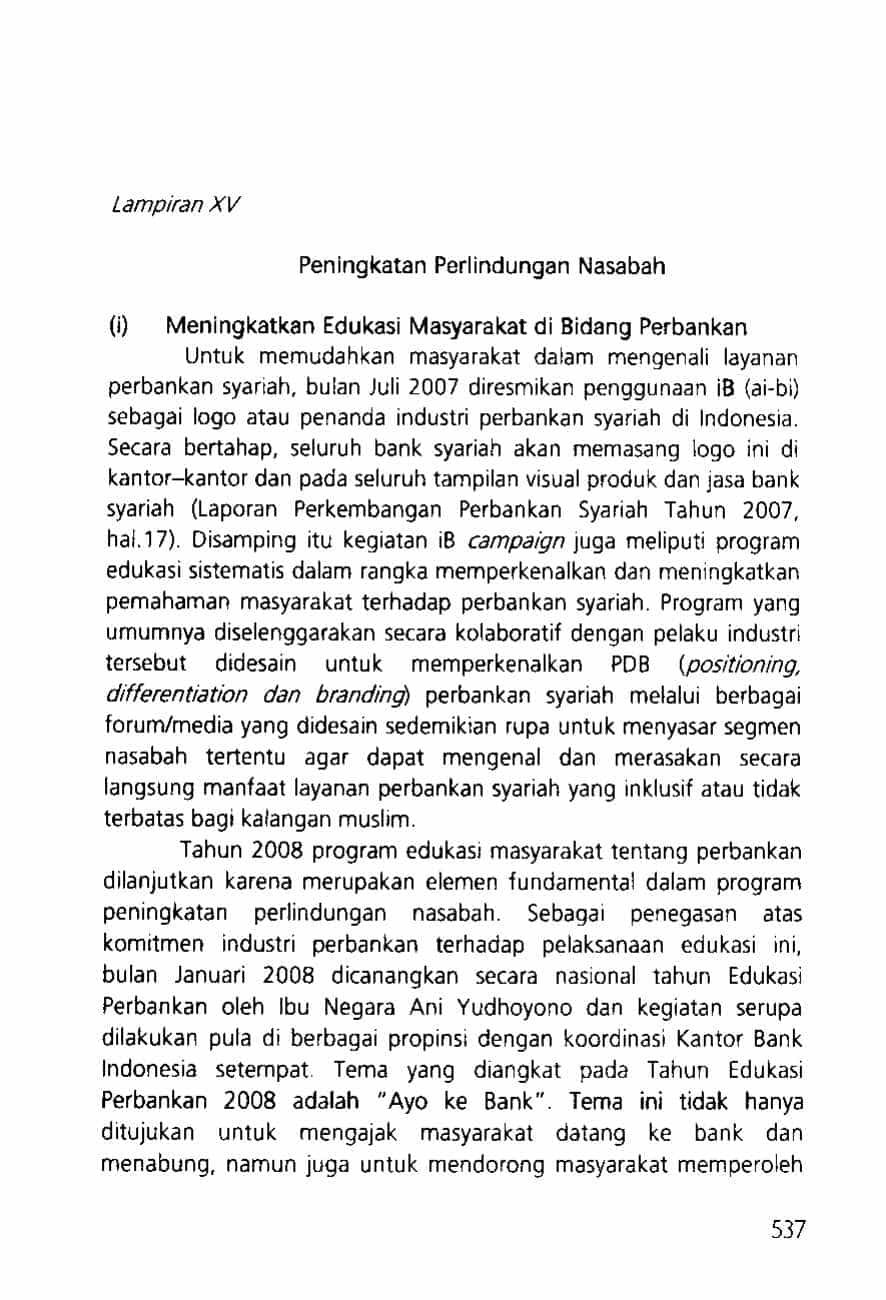 Lampiran XV
Peningkatan Perlindungan Nasabah
(i) Meningkatkan Edukasi Masyarakat di Bidang Perbankan
Untuk memudahkan masyarakat dalam mengenali layanan
perbankan syariah, bulan Juli 2007 diresmikan penggunaan iB (ai-bi)
sebagai logo atau penanda industri perbankan syariah di Indonesia.
Secara bertahap, seluruh bank syariah akan memasang logo ini di
kantor–kantor dan pada seluruh tampilan visual produk dan jasa bank
syariah (Laporan Perkembangan Perbankan Syariah Tahun 2007,
hal.17). Disamping itu kegiatan iB campaign juga meliputi program
edukasi sistematis dalam rangka memperkenalkan dan meningkatkan
pemahaman masyarakat terhadap perbankan syariah. Program yang
umumnya diselenggarakan secara kolaboratif dengan pelaku industri
tersebut didesain untuk memperkenalkan PDB (positioning,
differentiation dan branding) perbankan syariah melalui berbagai
forum/media yang didesain sedemikian rupa untuk menyasar segmen
nasabah tertentu agar dapat mengenal dan merasakan secara
langsung manfaat layanan perbankan syariah yang inklusif atau tidak
terbatas bagi kalangan muslim.
Tahun 2008 program edukasi masyarakat tentang perbankan
dilanjutkan karena merupakan elemen fundamental dalam program
peningkatan perlindungan nasabah. Sebagai penegasan atas
komitmen industri perbankan terhadap pelaksanaan edukasi ini,
bulan Januari 2008 dicanangkan secara nasional tahun Edukasi
Perbankan oleh Ibu Negara Ani Yudhoyono dan kegiatan serupa
dilakukan pula di berbagai propinsi dengan koordinasi Kantor Bank
Indonesia setempat. Tema yang diangkat pada Tahun Edukasi
Perbankan 2008 adalah "Ayo ke Bank". Tema ini tidak hanya
ditujukan untuk mengajak masyarakat datang ke bank dan
menabung, namun juga untuk mendorong masyarakat memperoleh
537